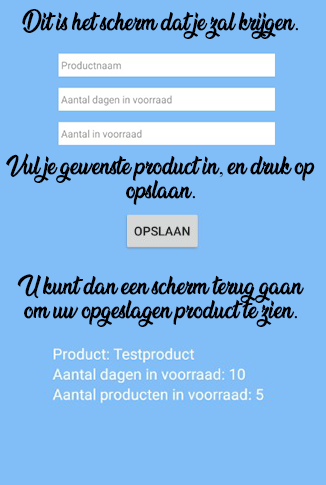 Dit is het scherm dat je zal krijgen.
Productnaam
Aantal dagen in voorraad
Aantal in voorraad
Vul je gewenste product in, en druk op
opslaan.
OPSLAAN
U kunt dan een scherm terug gaan
om uw opgeslagen product te zien.
Product: Testproduct
Aantal dagen in voorraad: 10
Aantal producten in voorraad: 5